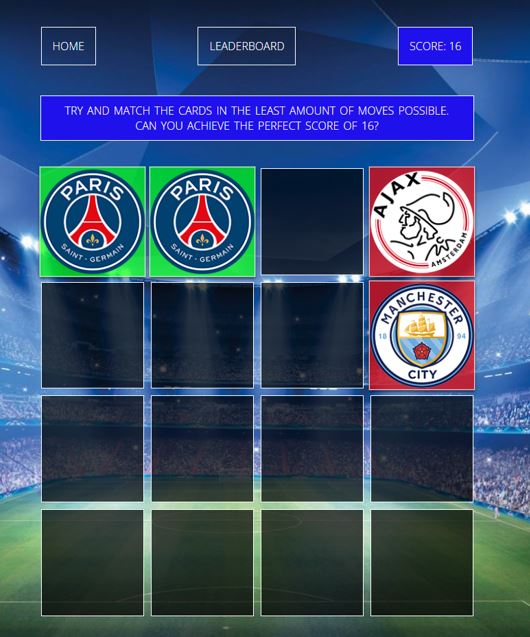 HOME
LEADERBOARD
SCORE: 16
TRY AND MATCH THE CARDS IN THE LEAST AMOUNT OF MOVES POSSIBLE.
CAN YOU ACHIEVE THE PERFECT SCORE OF 16?
PARIS
SAINT - GERMAIN
PARIS
SAINT - GERMAIN
AJAX
AMSTERDAM
MANCHESTER
18 94
CITY